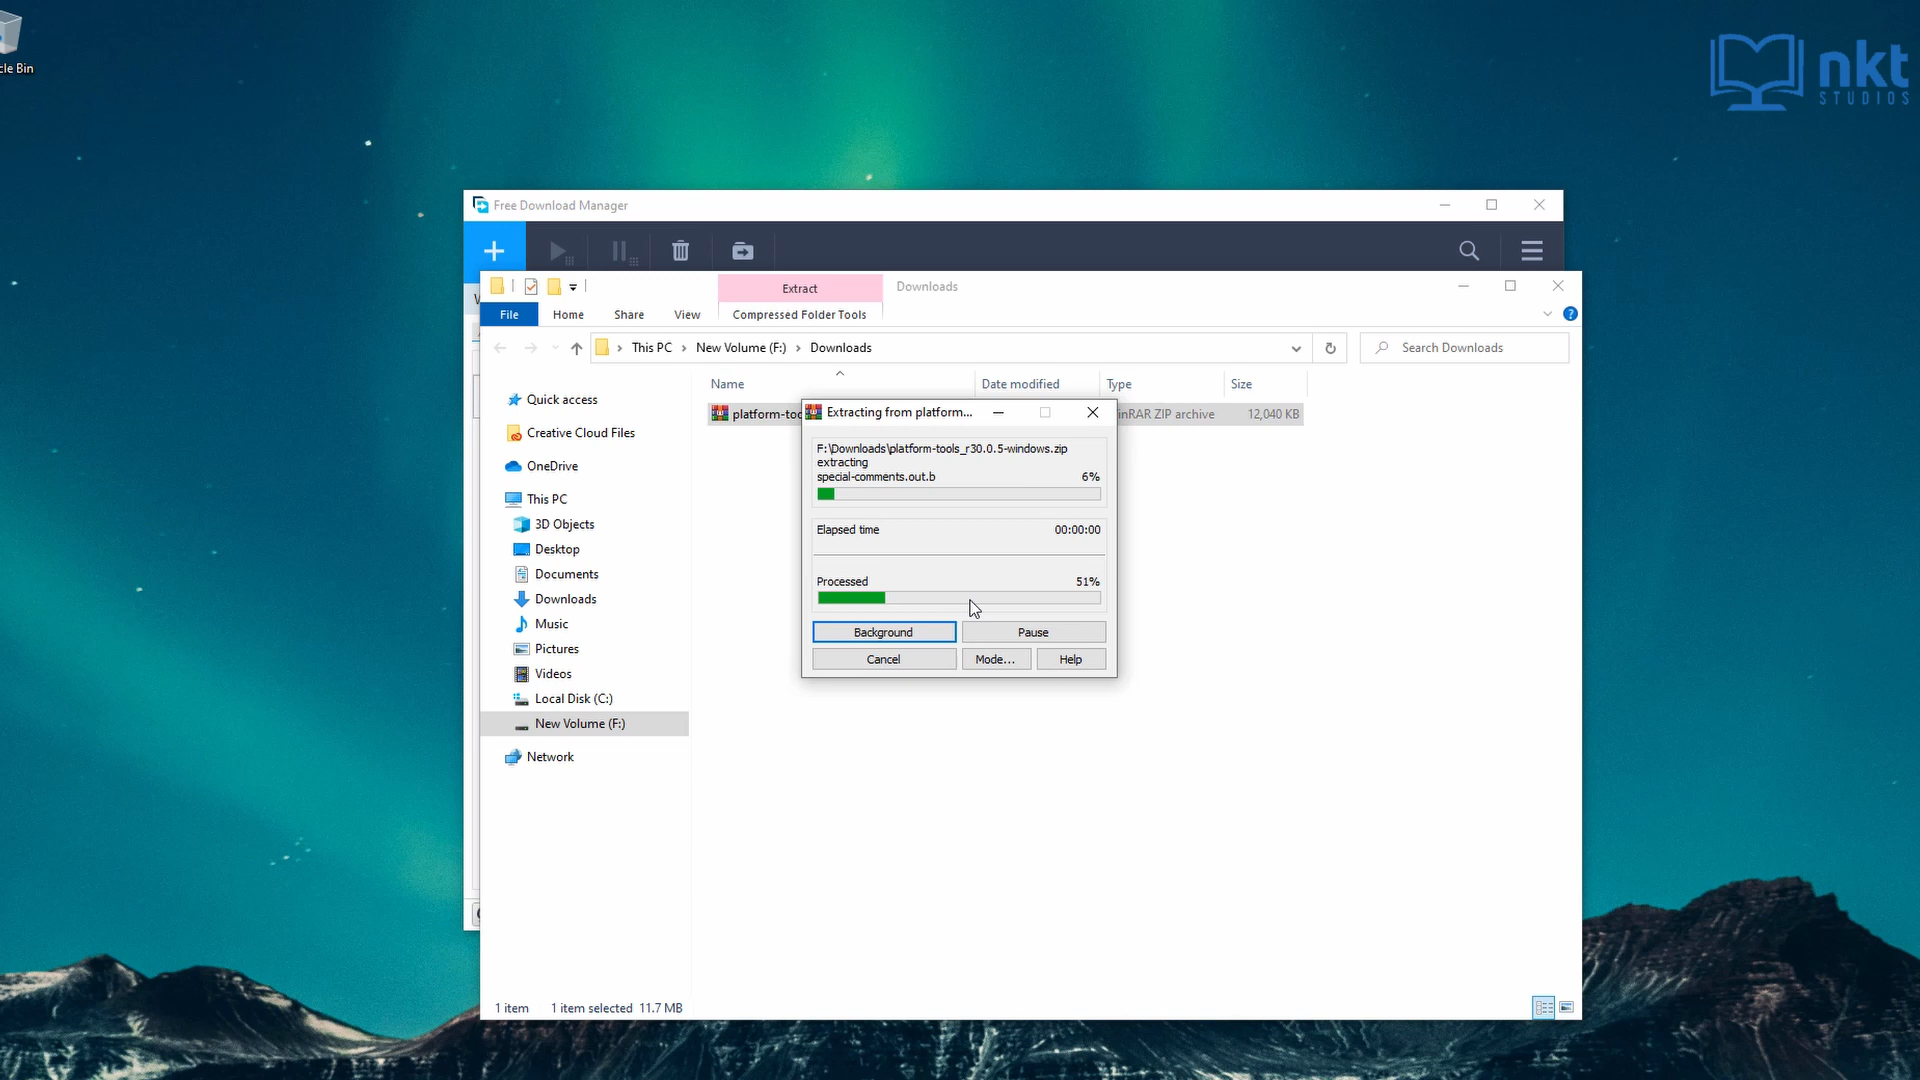 cle Bin
nkt
STUDIOS
Free Download Manager
Extract
Downloads
File
Home
Share
View
Compressed Folder Tools
This PC
New Volume (F:)
Downloads
Search Downloads
Name
Date modified
Type
Size
platform-too
inRAR ZIP archive
12,040 KB
Quick access
Creative Cloud Files
OneDrive
This PC
3D Objects
Desktop
Documents
Downloads
Music
Pictures
Videos
Local Disk (C:)
New Volume (F:)
Network
Extracting from platform...
F:\Downloads\platform-tools_r30.0.5-windows.zip
extracting
special-comments.out.b 6%
Elapsed time 00:00:00
Processed 51%
Background
Pause
Cancel
Mode...
Help
1 item 1 item selected 11.7 MB